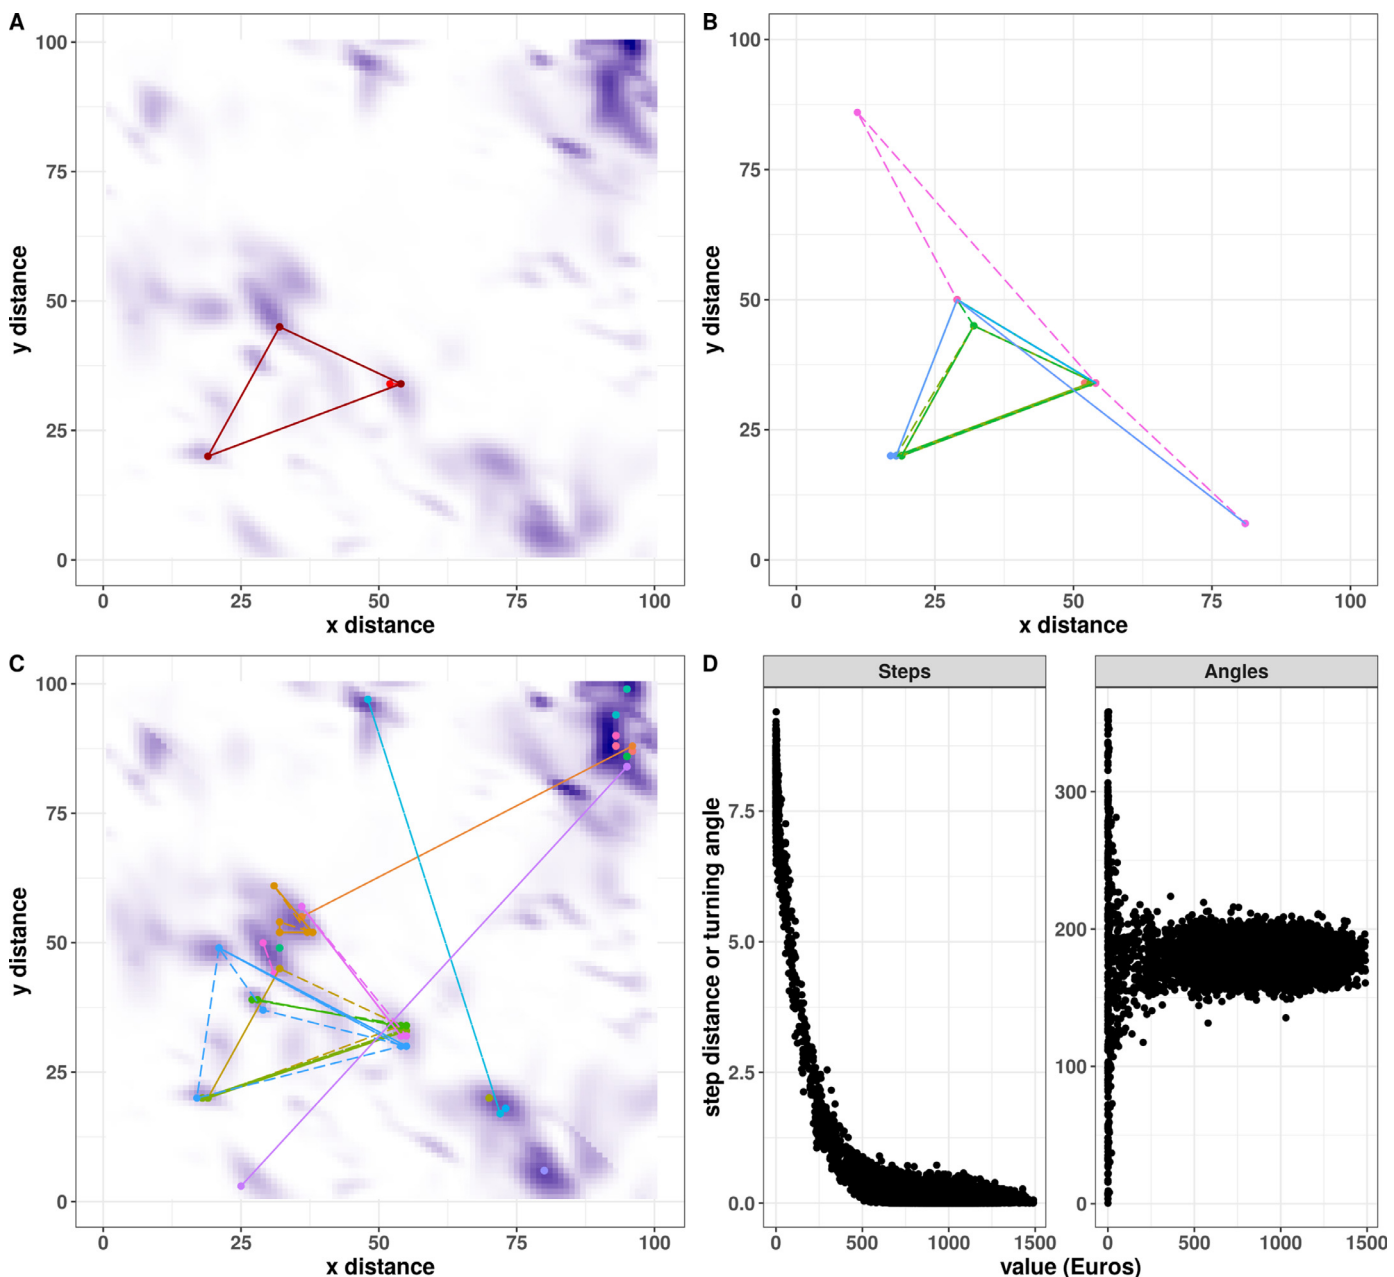 A
100
75
50
25
0
0 25 50 75 100
x distance
y distance
B
100
75
50
25
0
0 25 50 75 100
x distance
y distance
C
100
75
50
25
0
0 25 50 75 100
x distance
y distance
D
Steps
Angles
7.5
5.0
2.5
0.0
300
200
100
0
0 500 1000 1500
0 500 1000 1500
step distance or turning angle
value (Euros)